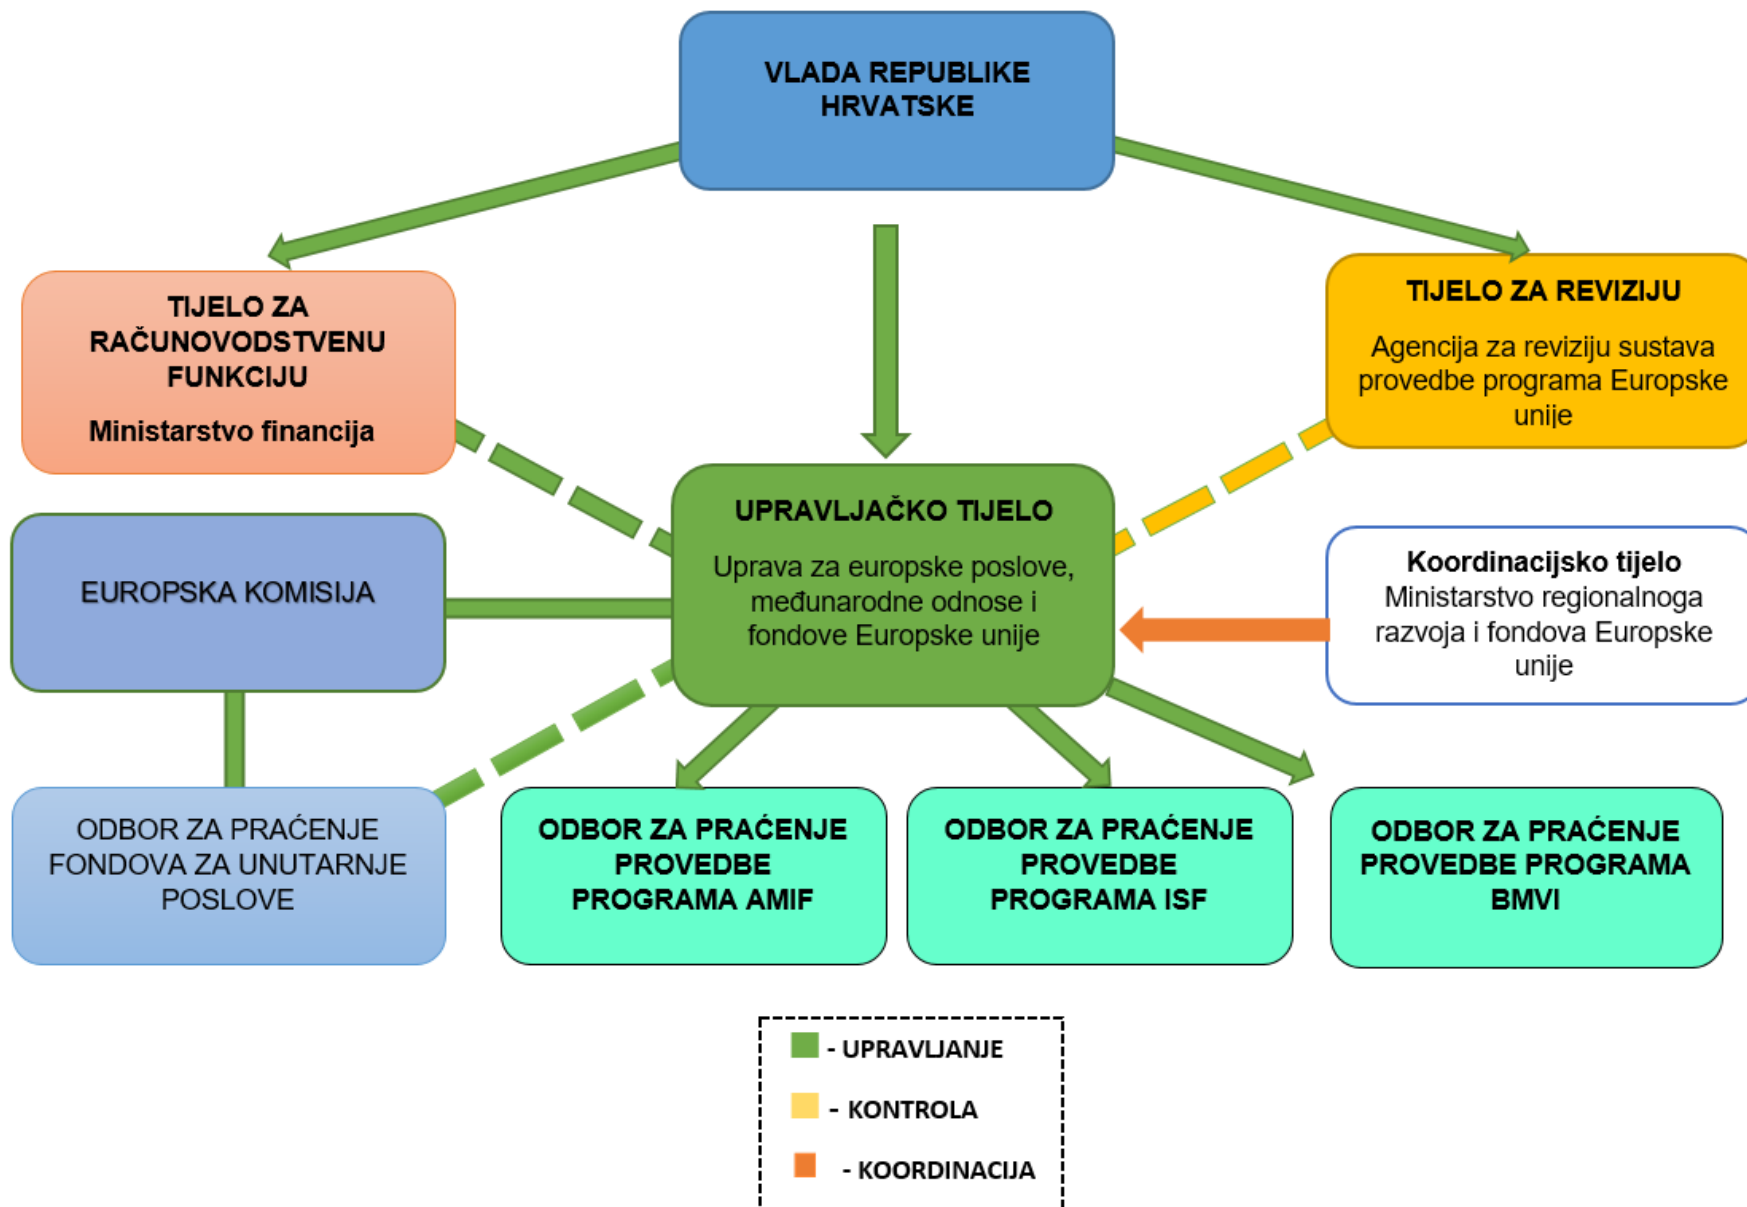 VLADA REPUBLIKE
HRVATSKE
TIJELO ZA
RAČUNOVODSTVENU
FUNKCIJU
Ministarstvo financija
TIJELO ZA REVIZIJU
Agencija za reviziju sustava
provedbe programa Europske
unije
UPRAVLJAČKO TIJELO
Uprava za europske poslove,
međunarodne odnose i
fondove Europske unije
EUROPSKA KOMISIJA
Koordinacijsko tijelo
Ministarstvo regionalnoga
razvoja i fondova Europske
unije
ODBOR ZA PRAĆENJE
FONDOVA ZA UNUTARNJE
POSLOVE
ODBOR ZA PRAĆENJE
PROVEDBE
PROGRAMA AMIF
ODBOR ZA PRAĆENJE
PROVEDBE
PROGRAMA ISF
ODBOR ZA PRAĆENJE
PROVEDBE PROGRAMA
BMVI
- UPRAVLJANJE
- KONTROLA
- KOORDINACIJA